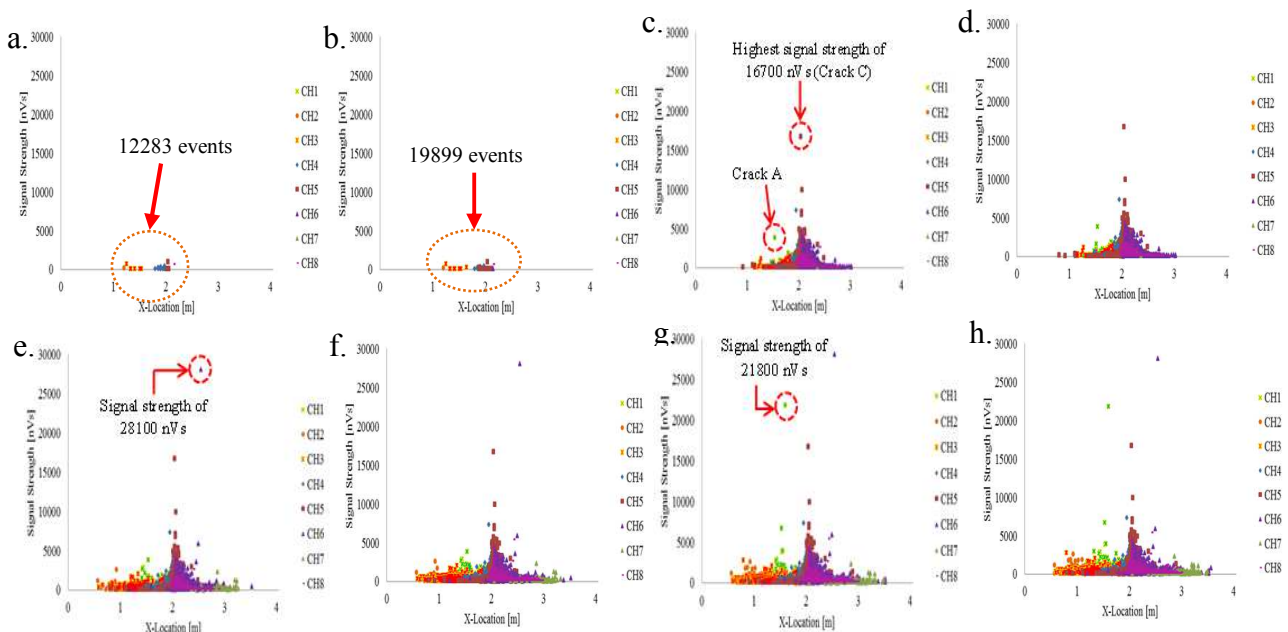 a.
30000
25000
20000
15000
10000
5000
0
Signal Strength [nVs]
12283 events
0 1 2 3 4
X-Location [m]
CH1
CH2
CH3
CH4
CH5
CH6
CH7
CH8
b.
30000
25000
20000
15000
10000
5000
0
Signal Strength [nVs]
19899 events
0 1 2 3 4
X-Location [m]
CH1
CH2
CH3
CH4
CH5
CH6
CH7
CH8
c.
30000
25000
20000
15000
10000
5000
0
Signal Strength [nVs]
Highest signal strength of
16700 nVs (Crack C)
Crack A
0 1 2 3 4
X-Location [m]
CH1
CH2
CH3
CH4
CH5
CH6
CH7
CH8
d.
30000
25000
20000
15000
10000
5000
0
Signal Strength [nVs]
0 1 2 3 4
X-Location [m]
CH1
CH2
CH3
CH4
CH5
CH6
CH7
CH8
e.
30000
25000
20000
15000
10000
5000
0
Signal Strength [nVs]
Signal strength of
28100 nVs
0 1 2 3 4
X-Location [m]
CH1
CH2
CH3
CH4
CH5
CH6
CH7
CH8
f.
30000
25000
20000
15000
10000
5000
0
Signal Strength [nVs]
0 1 2 3 4
X-Location [m]
CH1
CH2
CH3
CH4
CH5
CH6
CH7
CH8
g.
30000
25000
20000
15000
10000
5000
0
Signal Strength [nVs]
Signal strength of
21800 nVs
0 1 2 3 4
X-Location [m]
CH1
CH2
CH3
CH4
CH5
CH6
CH7
CH8
h.
30000
25000
20000
15000
10000
5000
0
Signal Strength [nVs]
0 1 2 3 4
X-Location [m]
CH1
CH2
CH3
CH4
CH5
CH6
CH7
CH8